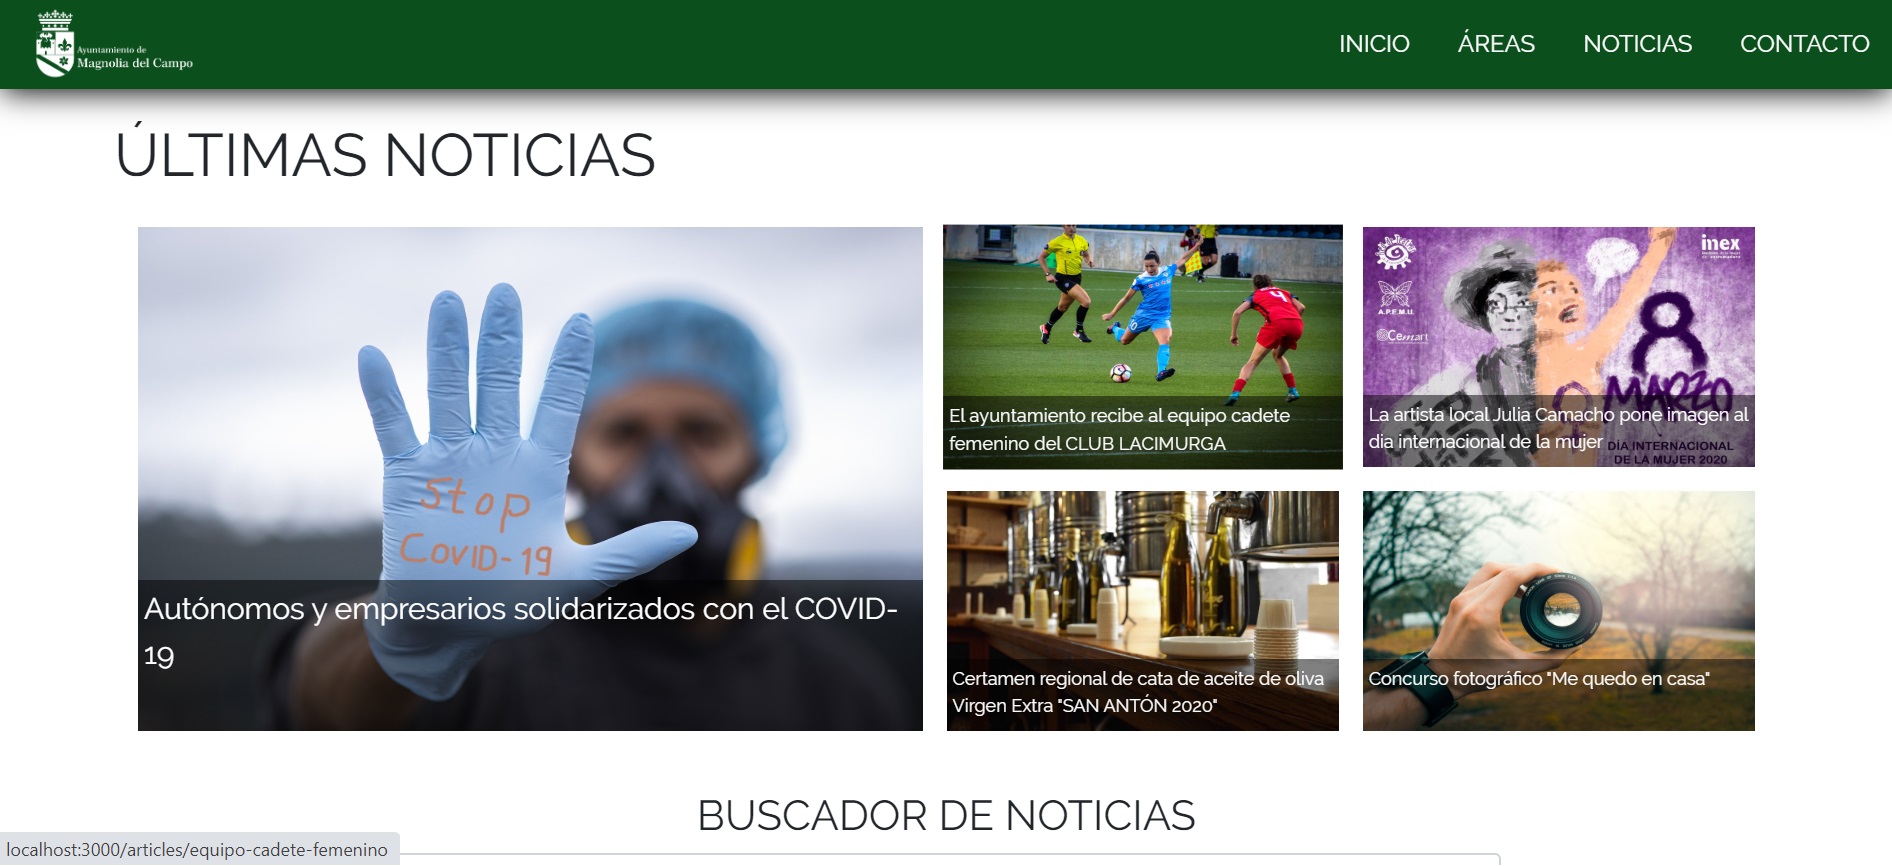 Ayuntamiento de
Magnolia del Campo
INICIO ÁREAS NOTICIAS CONTACTO
ÚLTIMAS NOTICIAS
Stop
COVID-19
Autónomos y empresarios solidarizados con el COVID-
19
4
El ayuntamiento recibe al equipo cadete
femenino del CLUB LACIMURGA
inex
A.P.E.M.U.
Cemart
8
MARZO
La artista local Julia Camacho pone imagen al
dia internacional de la mujer
DÍA INTERNACIONAL
DE LA MUJER 2020
Certamen regional de cata de aceite de oliva
Virgen Extra "SAN ANTÓN 2020"
Concurso fotográfico "Me quedo en casa"
BUSCADOR DE NOTICIAS
localhost:3000/articles/equipo-cadete-femenino